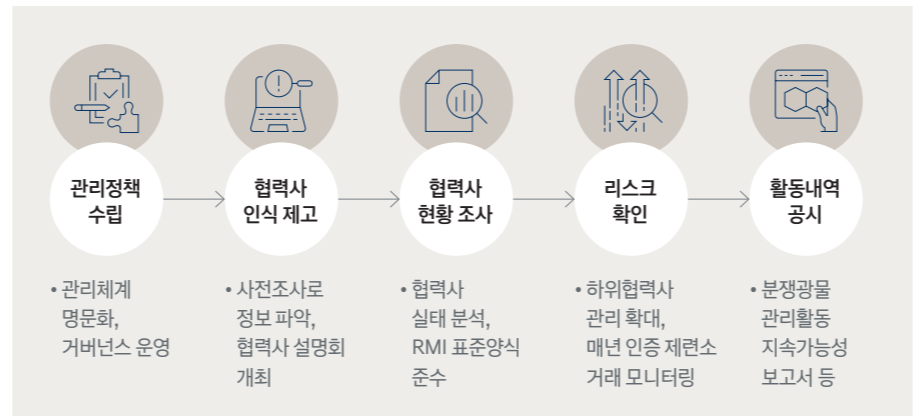 관리정책
수립
협력사
인식 제고
협력사
현황 조사
리스크
확인
활동내역
공시
• 관리체계
명문화,
거버넌스 운영
• 사전조사로
정보 파악,
협력사 설명회
개최
• 협력사
실태 분석,
RMI 표준양식
준수
• 하위협력사
관리 확대,
매년 인증 제련소
거래 모니터링
• 분쟁광물
관리활동
지속가능성
보고서 등